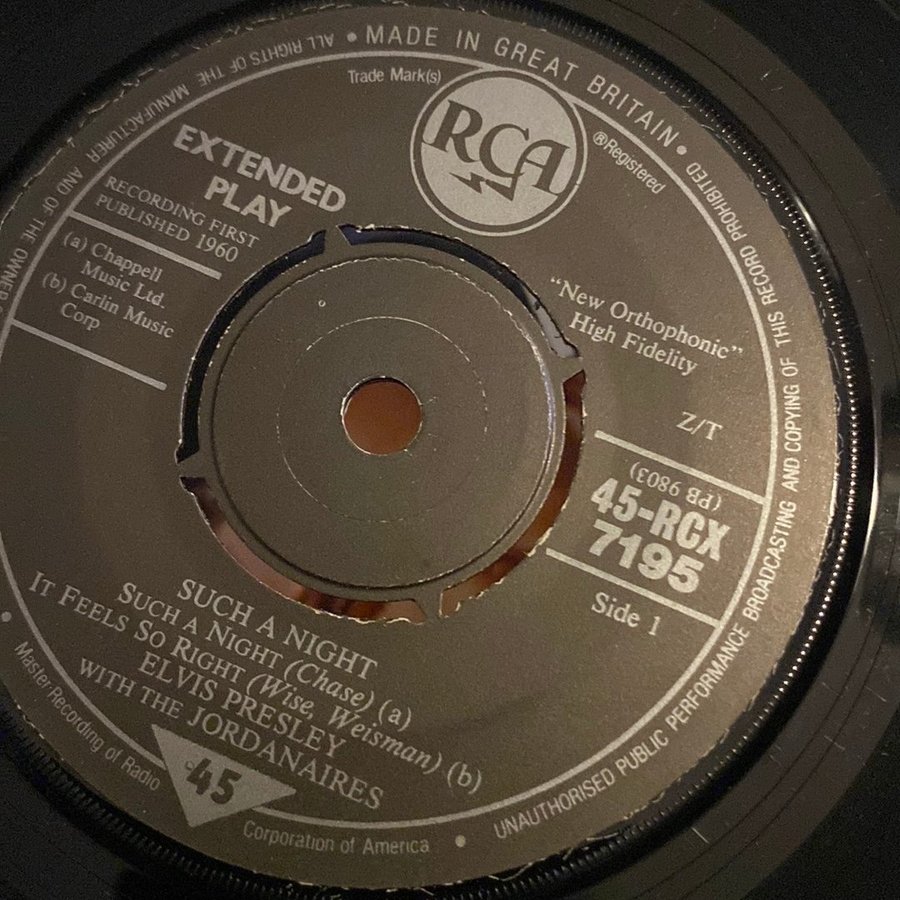 • MADE IN GREAT BRITAIN •
Trade Mark(s)
RCA
®Registered
EXTENDED
PLAY
RECORDING FIRST
PUBLISHED 1960
(a) Chappell
Music Ltd.
(b) Carlin Music
Corp
"New Orthophonic"
High Fidelity
Z/T
(PB 9803)
45-RCX
7195
Side 1
SUCH A NIGHT
SUCH A NIGHT (Chase) (a)
IT FEELS SO RIGHT (Wise, Weisman) (b)
ELVIS PRESLEY
WITH THE JORDANAIRES
45
Master Recording of Radio
Corporation of America
ALL RIGHTS OF THE MANUFACTURER AND OF THE OWNER
• UNAUTHORISED PUBLIC PERFORMANCE BROADCASTING AND COPYING OF THIS RECORD PROHIBITED